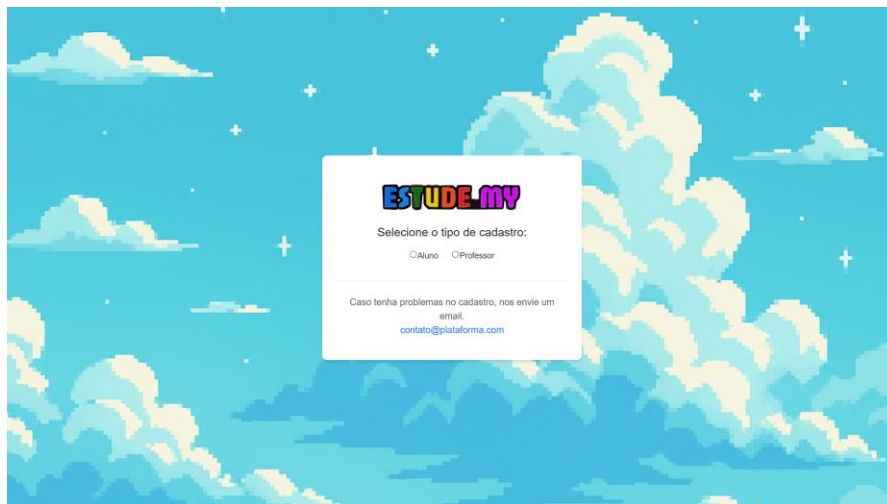 ESTUDE.MY
Selecione o tipo de cadastro:
Aluno Professor
Caso tenha problemas no cadastro, nos envie um
email.
contato@plataforma.com